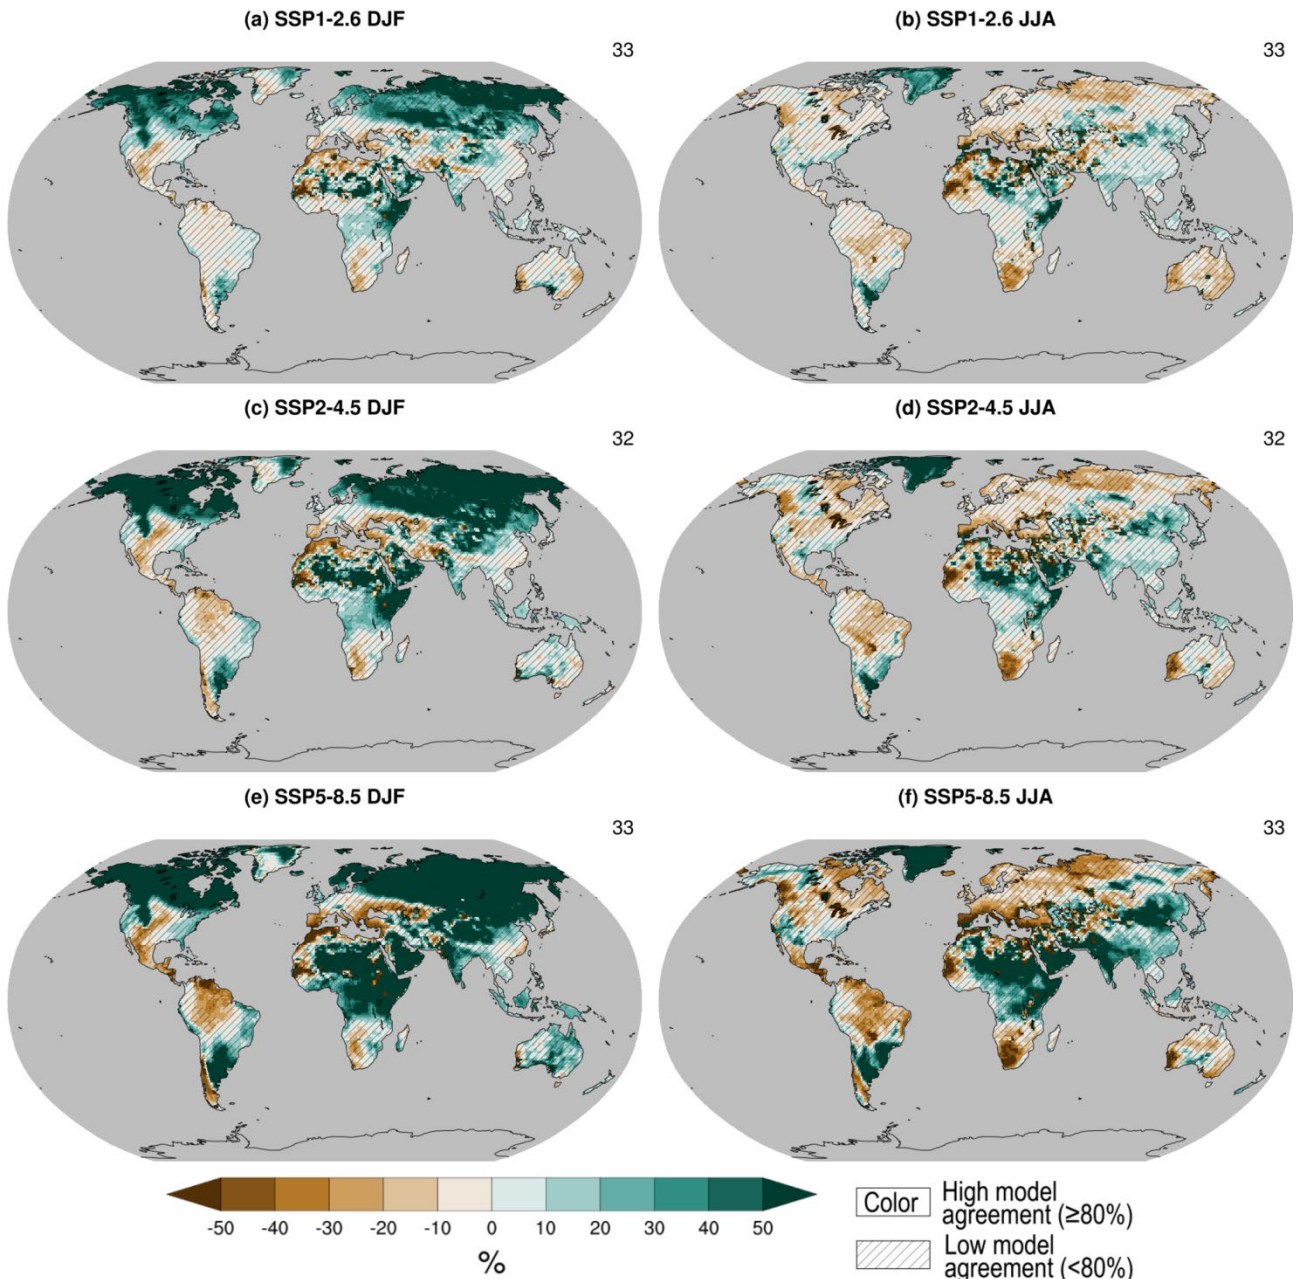 (a) SSP1-2.6 DJF
(b) SSP1-2.6 JJA
33
33
(c) SSP2-4.5 DJF
(d) SSP2-4.5 JJA
32
32
(e) SSP5-8.5 DJF
(f) SSP5-8.5 JJA
33
33
-50 -40 -30 -20 -10 0 10 20 30 40 50
%
Color
High model
agreement (≥80%)
Low model
agreement (<80%)